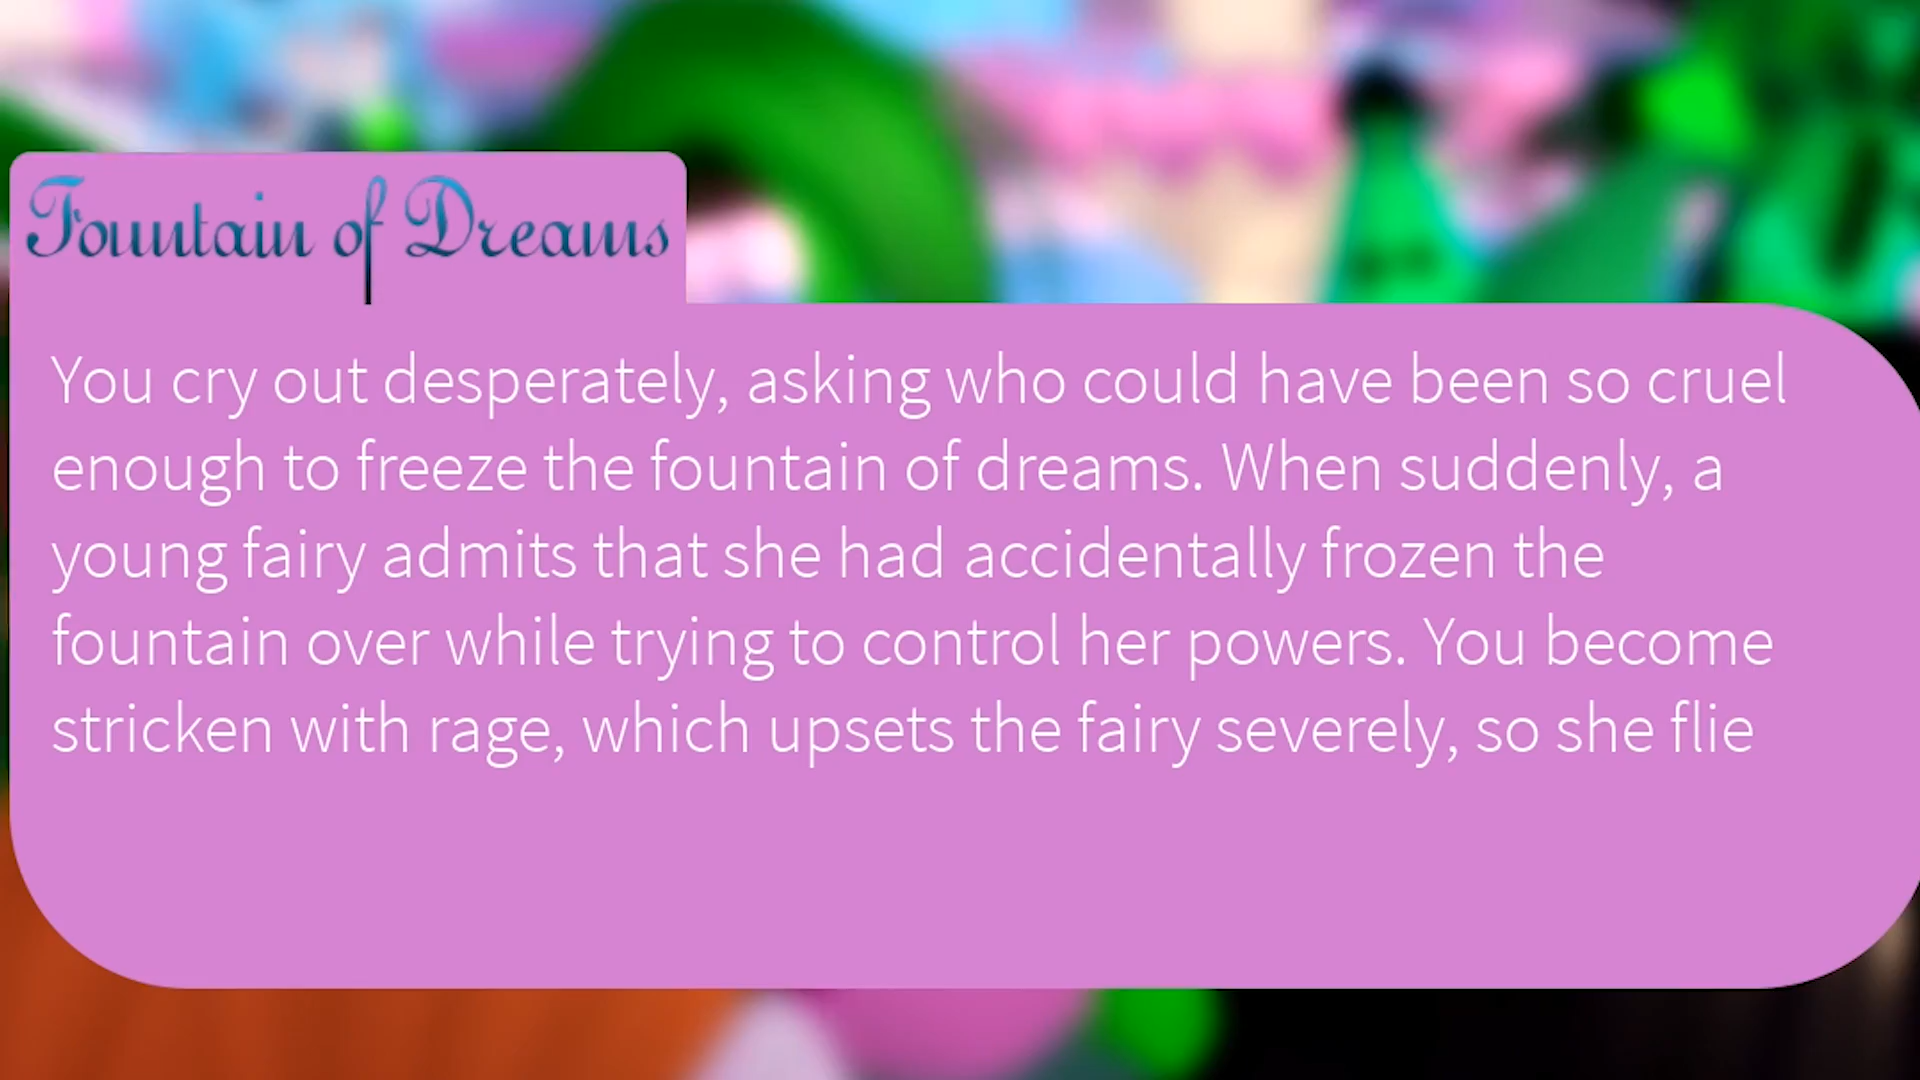 Fountain of Dreams
You cry out desperately, asking who could have been so cruel
enough to freeze the fountain of dreams. When suddenly, a
young fairy admits that she had accidentally frozen the
fountain over while trying to control her powers. You become
stricken with rage, which upsets the fairy severely, so she flie